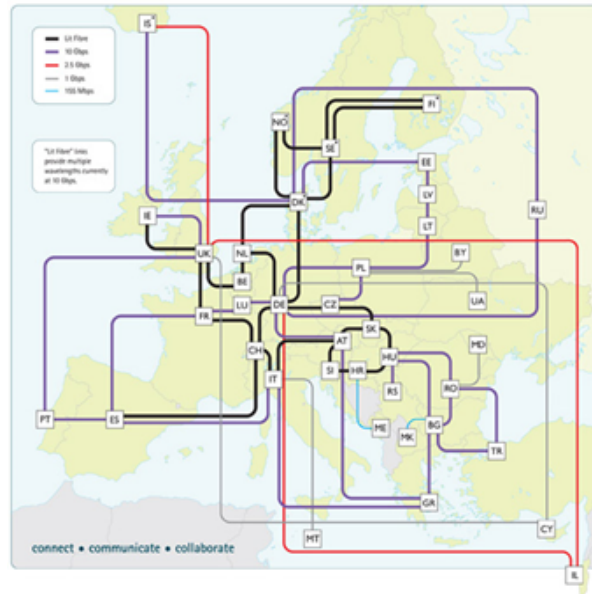 IS
Lit Fibre
10 Gbps
2.5 Gbps
1 Gbps
155 Mbps
"Lit Fibre" links
provide multiple
wavelengths currently
at 10 Gbps.
NO
FI
SE
EE
DK
LV
RU
IE
LT
UK
NL
BY
BE
PL
LU
DE
CZ
UA
FR
SK
CH
AT
HU
MD
IT
SI
HR
RS
RO
PT
ES
ME
MK
BG
TR
GR
MT
CY
connect • communicate • collaborate
IL